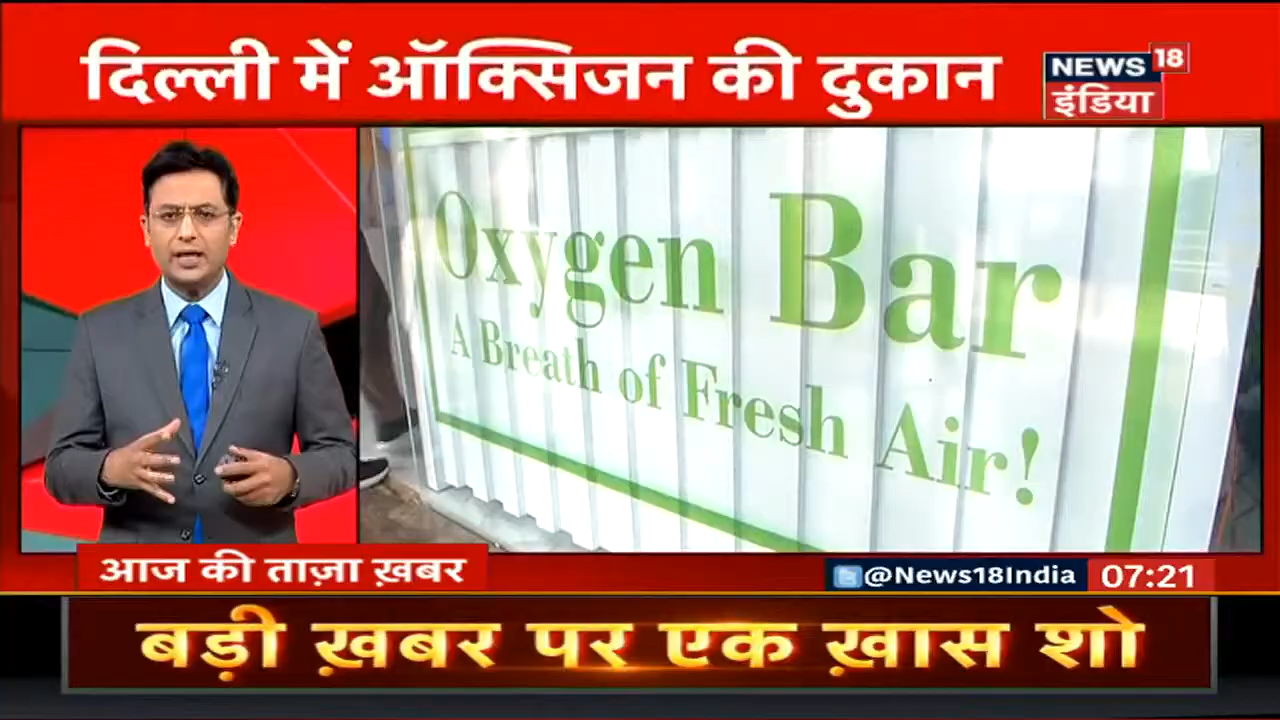 दिल्ली में ऑक्सिजन की दुकान
NEWS 18
इंडिया
Oxygen Bar
A Breath of Fresh Air!
आज की ताज़ा ख़बर
@News18India
07:21
बड़ी ख़बर पर एक ख़ास शो